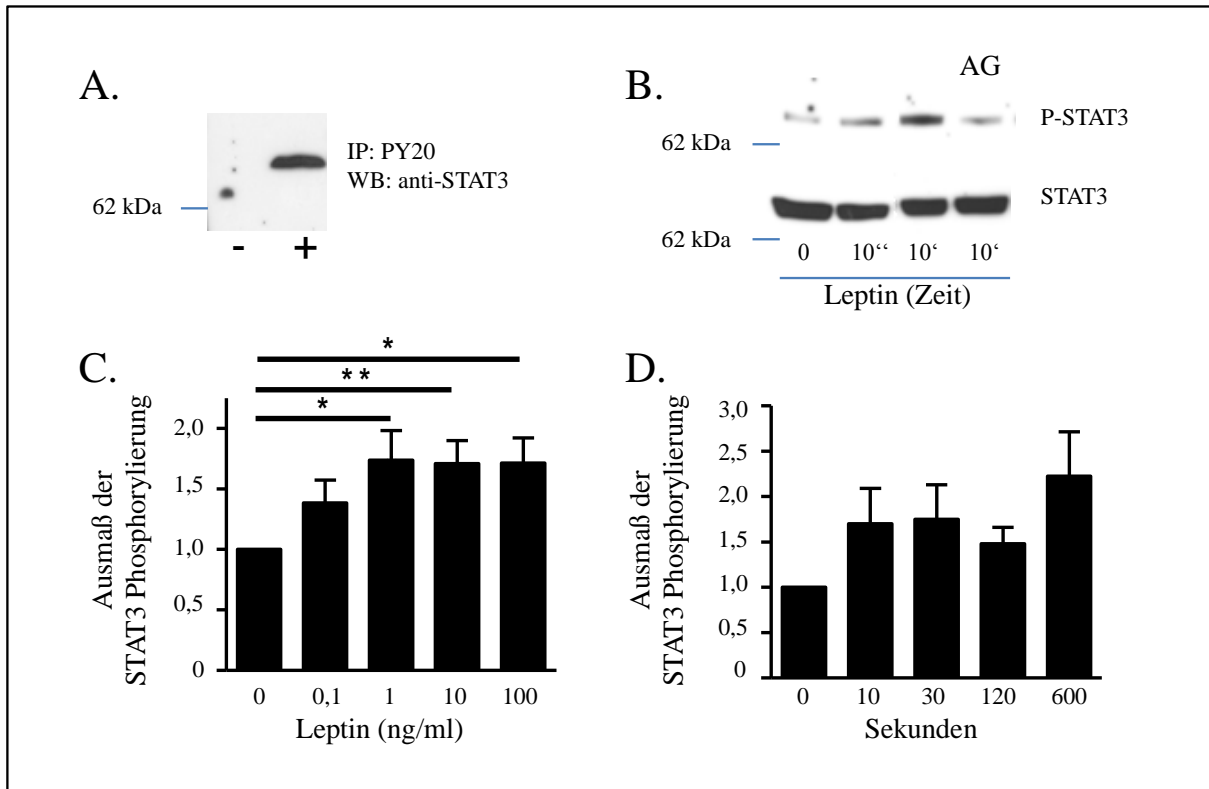 A.
IP: PY20
WB: anti-STAT3
62 kDa
- +
B.
AG
P-STAT3
62 kDa
STAT3
62 kDa
0 10“ 10‘ 10‘
Leptin (Zeit)
C.
*
* *
*
Ausmaß der
STAT3 Phosphorylierung
2,0
1,5
1,0
0,5
0
0 0,1 1 10 100
Leptin (ng/ml)
D.
Ausmaß der
STAT3 Phosphorylierung
3,0
2,5
2,0
1,5
1,0
0,5
0
0 10 30 120 600
Sekunden